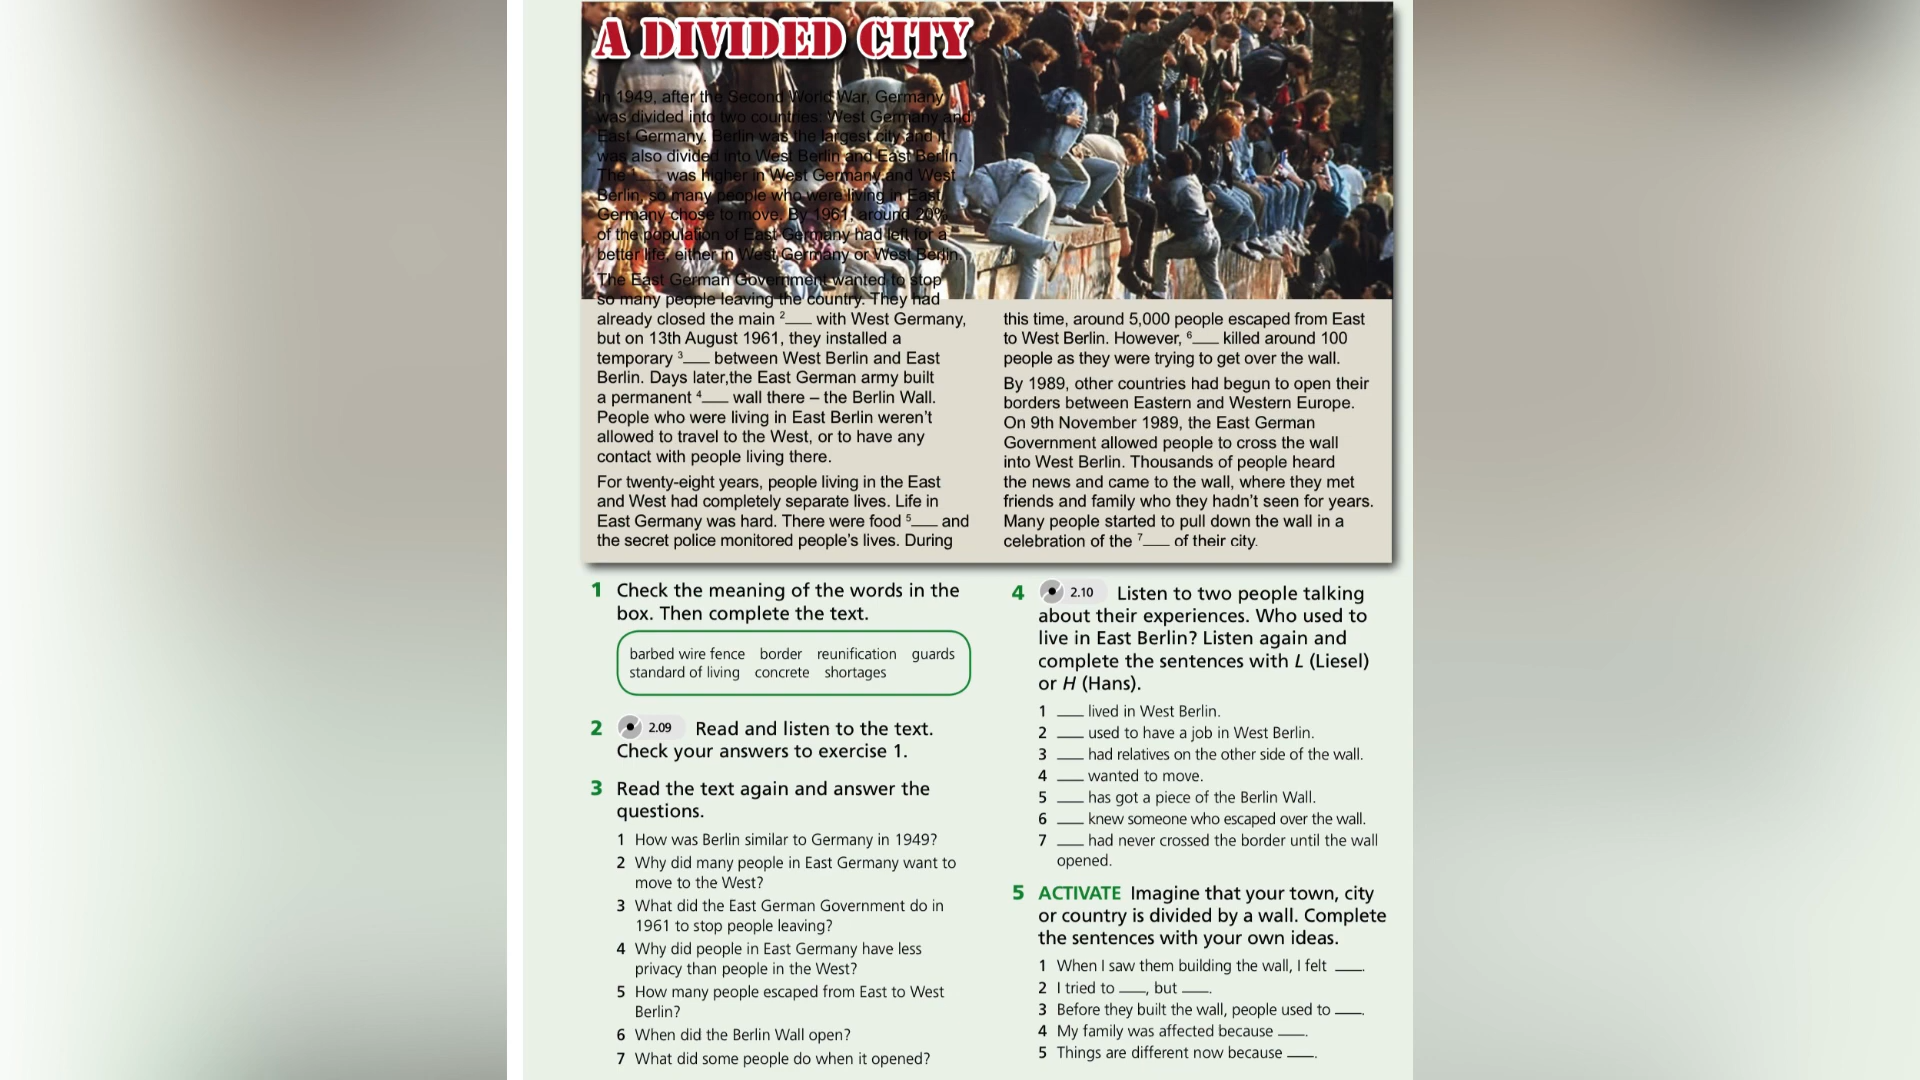 A DIVIDED CITY
In 1949, after the Second World War, Germany
was divided into two countries: West Germany and
East Germany. Berlin was the largest city and it
was also divided into West Berlin and East Berlin.
The 1___ was higher in West Germany and West
Berlin, so many people who were living in East
Germany chose to move. By 1961, around 20%
of the population of East Germany had left for a
better life, either in West Germany or West Berlin.
The East German Government wanted to stop
so many people leaving the country. They had
already closed the main 2___ with West Germany,
but on 13th August 1961, they installed a
temporary 3___ between West Berlin and East
Berlin. Days later,the East German army built
a permanent 4___ wall there – the Berlin Wall.
People who were living in East Berlin weren't
allowed to travel to the West, or to have any
contact with people living there.
For twenty-eight years, people living in the East
and West had completely separate lives. Life in
East Germany was hard. There were food 5___ and
the secret police monitored people's lives. During
this time, around 5,000 people escaped from East
to West Berlin. However, 6___ killed around 100
people as they were trying to get over the wall.
By 1989, other countries had begun to open their
borders between Eastern and Western Europe.
On 9th November 1989, the East German
Government allowed people to cross the wall
into West Berlin. Thousands of people heard
the news and came to the wall, where they met
friends and family who they hadn't seen for years.
Many people started to pull down the wall in a
celebration of the 7___ of their city.
1 Check the meaning of the words in the
box. Then complete the text.
barbed wire fence border reunification guards
standard of living concrete shortages
2 2.09 Read and listen to the text.
Check your answers to exercise 1.
3 Read the text again and answer the
questions.
1 How was Berlin similar to Germany in 1949?
2 Why did many people in East Germany want to
move to the West?
3 What did the East German Government do in
1961 to stop people leaving?
4 Why did people in East Germany have less
privacy than people in the West?
5 How many people escaped from East to West
Berlin?
6 When did the Berlin Wall open?
7 What did some people do when it opened?
4 2.10 Listen to two people talking
about their experiences. Who used to
live in East Berlin? Listen again and
complete the sentences with L (Liesel)
or H (Hans).
1 ___ lived in West Berlin.
2 ___ used to have a job in West Berlin.
3 ___ had relatives on the other side of the wall.
4 ___ wanted to move.
5 ___ has got a piece of the Berlin Wall.
6 ___ knew someone who escaped over the wall.
7 ___ had never crossed the border until the wall
opened.
5 ACTIVATE Imagine that your town, city
or country is divided by a wall. Complete
the sentences with your own ideas.
1 When I saw them building the wall, I felt ___.
2 I tried to ___, but ___.
3 Before they built the wall, people used to ___.
4 My family was affected because ___.
5 Things are different now because ___.